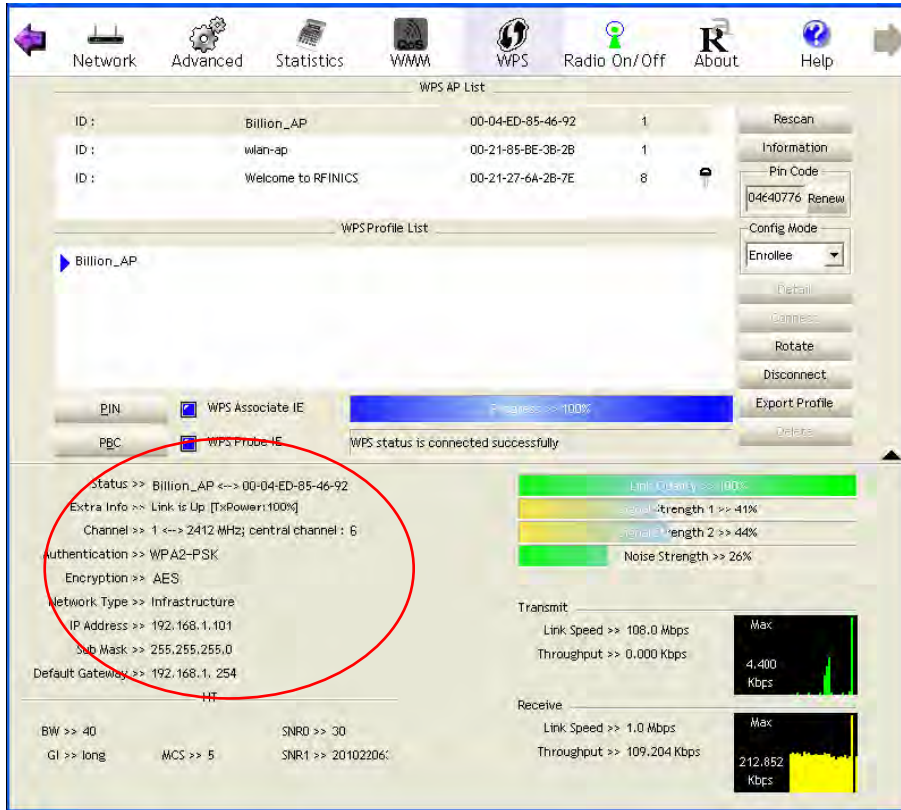 Network Advanced Statistics QoS WMM WPS Radio On/Off About Help
WPS AP List
ID : Billion_AP 00-04-ED-85-46-92 1 Rescan
ID : wlan-ap 00-21-85-BE-3B-2B 1 Information
ID : Welcome to RFINICS 00-21-27-6A-2B-7E 8 Pin Code
04640776 Renew
WPS Profile List
Config Mode
Billion_AP
Enrollee
Detail
Connect
Rotate
Disconnect
PIN WPS Associate IE Progress >> 100% Export Profile
PBC WPS Probe IE WPS status is connected successfully Delete
Status >> Billion_AP <--> 00-04-ED-85-46-92
Extra Info >> Link is Up [TxPower:100%]
Channel >> 1 <--> 2412 MHz; central channel : 6
Authentication >> WPA2-PSK
Encryption >> AES
Network Type >> Infrastructure
IP Address >> 192.168.1.101
Sub Mask >> 255.255.255.0
Default Gateway >> 192.168.1. 254
Link Quality >> 100%
Signal Strength 1 >> 41%
Signal Strength 2 >> 44%
Noise Strength >> 26%
HT
BW >> 40 SNR0 >> 30
GI >> long MCS >> 5 SNR1 >> 20102206:
Transmit
Link Speed >> 108.0 Mbps
Throughput >> 0.000 Kbps
Max
4.400
Kbps
Receive
Link Speed >> 1.0 Mbps
Throughput >> 109.204 Kbps
Max
212.852
Kbps